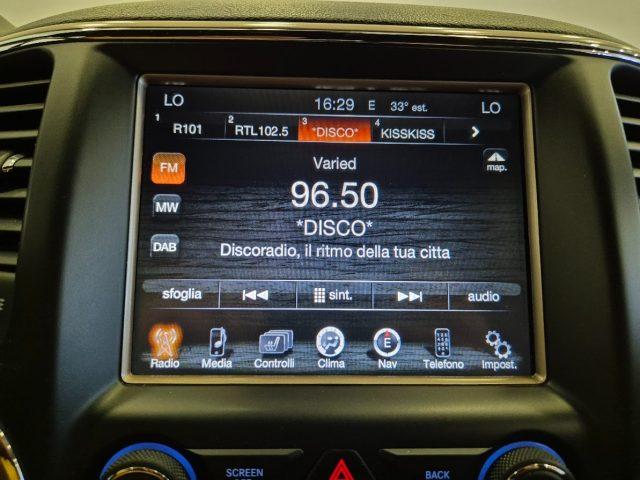 LO 16:29 E 33° est. LO
1 R101 2 RTL102.5 3 *DISCO* 4 KISSKISS
FM Varied map.
96.50
MW *DISCO*
DAB Discoradio, il ritmo della tua citta
sfoglia sint. audio
E
Radio Media Controlli Clima Nav Telefono Impost.
SCREEN BACK